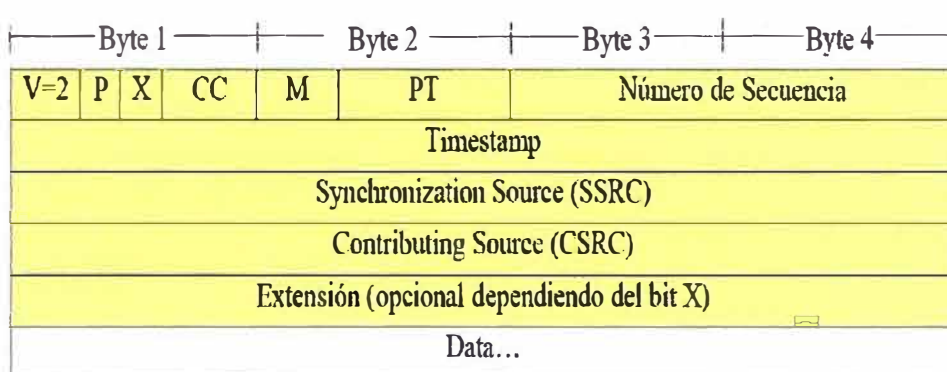 Byte 1 Byte 2 Byte 3 Byte 4
V=2 P X CC M PT Número de Secuencia
Timestamp
Synchronization Source (SSRC)
Contributing Source (CSRC)
Extensión (opcional dependiendo del bit X)
Data...